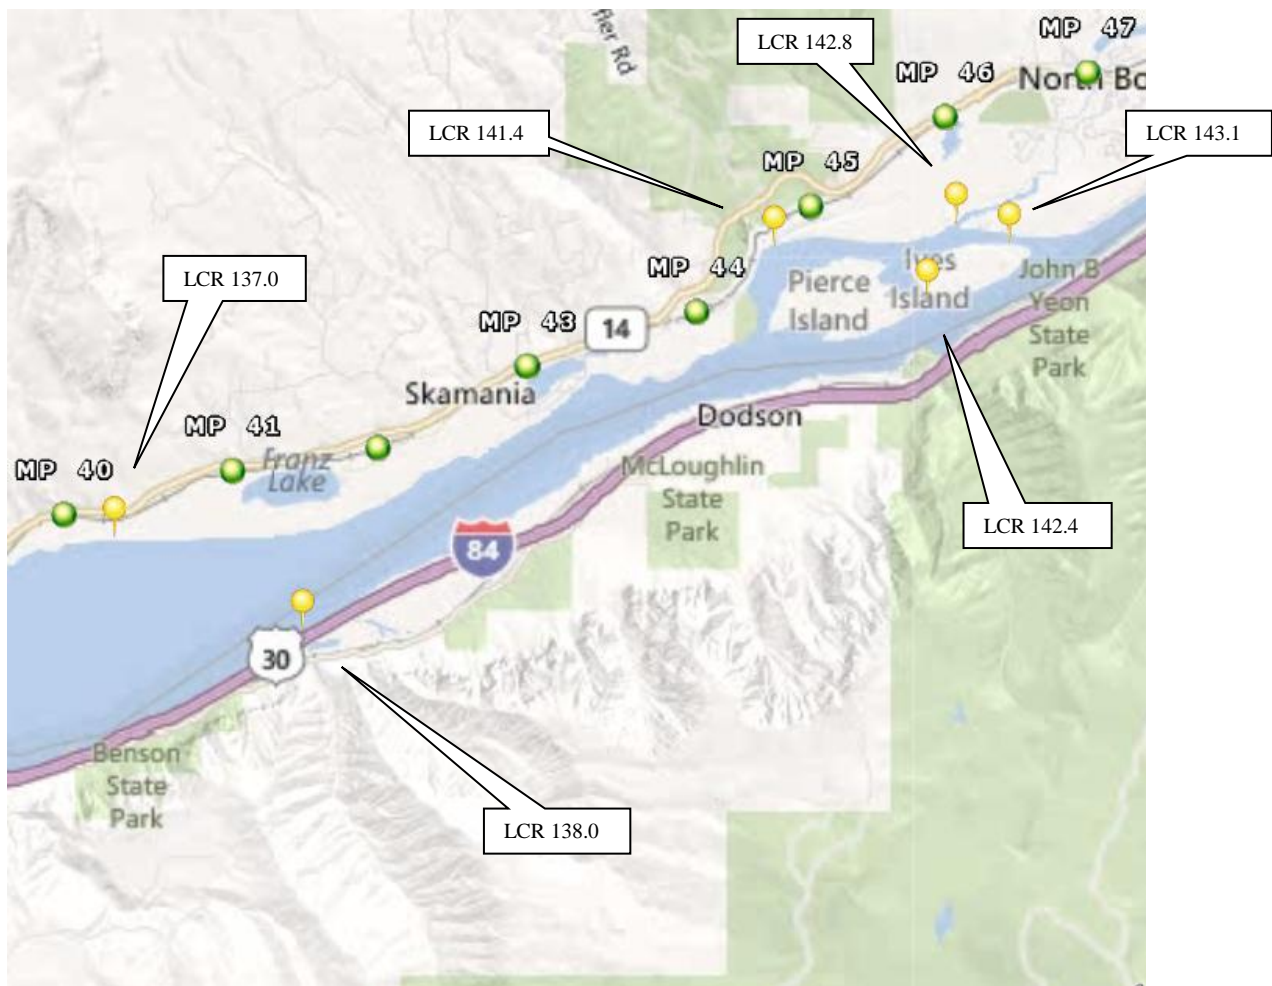 fler Rd
MP 47
LCR 142.8
MP 46
North Bo
LCR 141.4
MP 45
LCR 143.1
MP 44
Ives
Island
Pierce
Island
John B
Yeon
State
Park
LCR 137.0
MP 43
14
Skamania
Dodson
MP 41
Franz
Lake
MP 40
McLoughlin
State
Park
LCR 142.4
84
30
Benson
State
Park
LCR 138.0